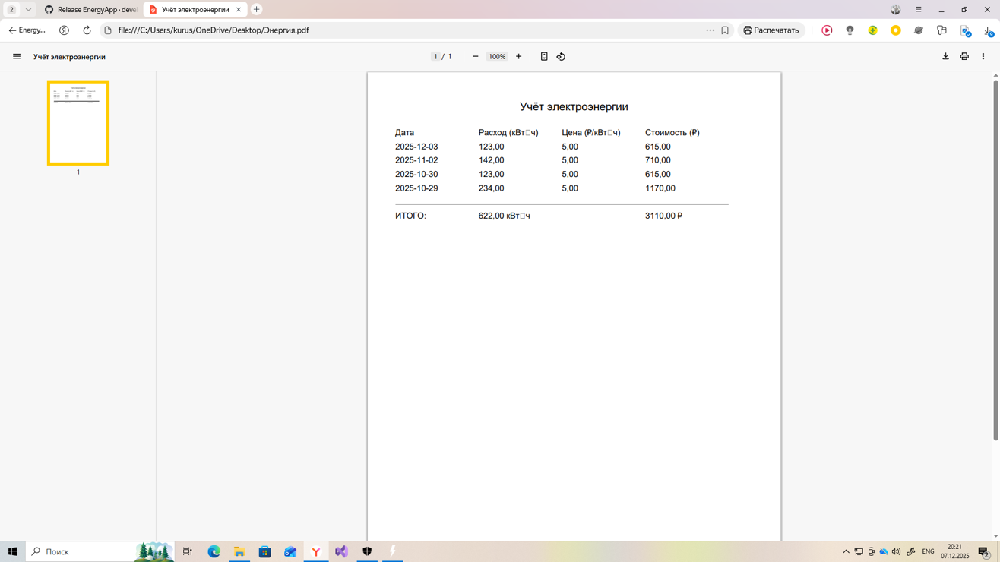 2
Release EnergyApp · devel
Учёт электроэнергии
Energy...
file:///C:/Users/kurus/OneDrive/Desktop/Энергия.pdf
Распечатать
9
Учёт электроэнергии
1 / 1
100%
1
Учёт электроэнергии
Дата Расход (кВт□ч) Цена (₽/кВт□ч) Стоимость (₽)
2025-12-03 123,00 5,00 615,00
2025-11-02 142,00 5,00 710,00
2025-10-30 123,00 5,00 615,00
2025-10-29 234,00 5,00 1170,00
ИТОГО: 622,00 кВт□ч 3110,00 ₽
Поиск
ENG
20:21
07.12.2025
2